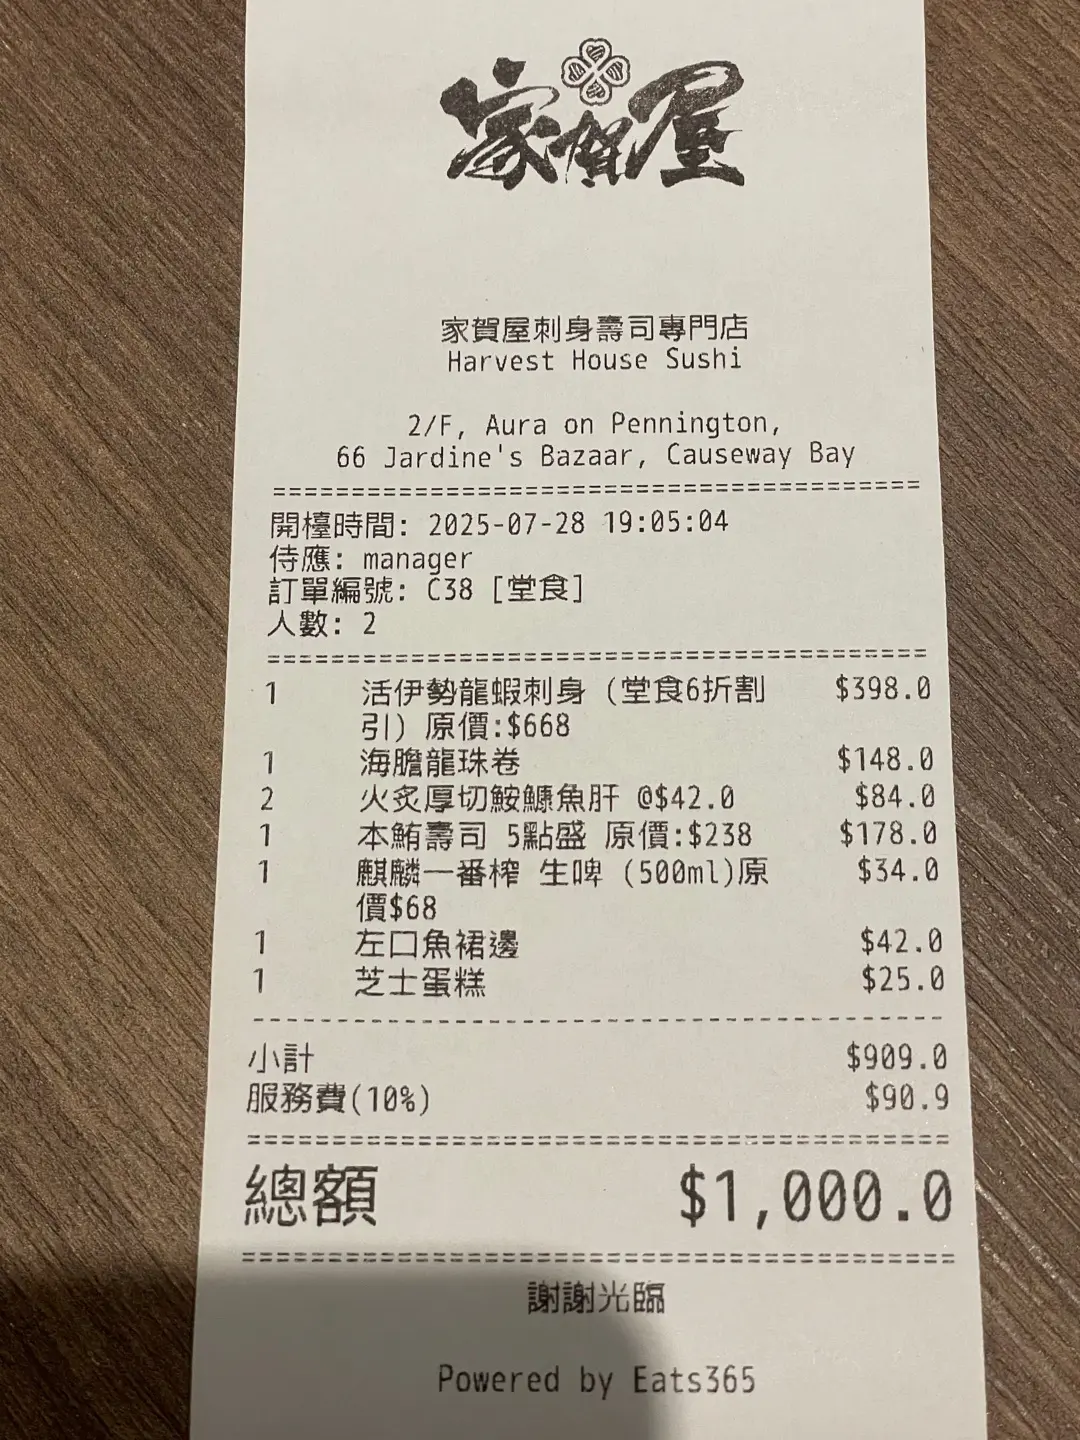 家賀屋
家賀屋刺身壽司專門店
Harvest House Sushi
2/F, Aura on Pennington,
66 Jardine's Bazaar, Causeway Bay
========================================
開檯時間: 2025-07-28 19:05:04
侍應: manager
訂單編號: C38 [堂食]
人數: 2
========================================
1 活伊勢龍蝦刺身 (堂食6折割 $398.0
引) 原價:$668
1 海膽龍珠卷 $148.0
2 火炙厚切鮟鱇魚肝 @$42.0 $84.0
1 本鮪壽司 5點盛 原價:$238 $178.0
1 麒麟一番榨 生啤 (500ml)原 $34.0
價$68
1 左口魚裙邊 $42.0
1 芝士蛋糕 $25.0
----------------------------------------
小計 $909.0
服務費(10%) $90.9
========================================
總額 $1,000.0
========================================
謝謝光臨
Powered by Eats365